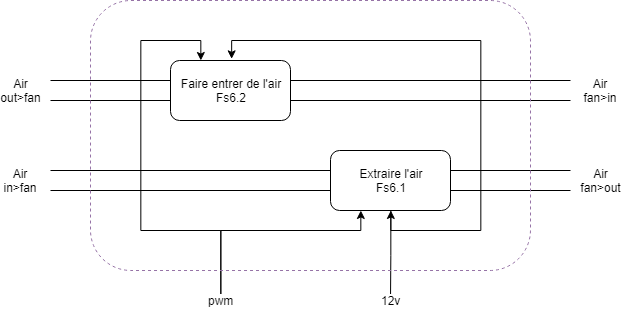 Air
out>fan
Faire entrer de l'air
Fs6.2
Air
fan>in
Air
in>fan
Extraire l'air
Fs6.1
Air
fan>out
pwm
12v